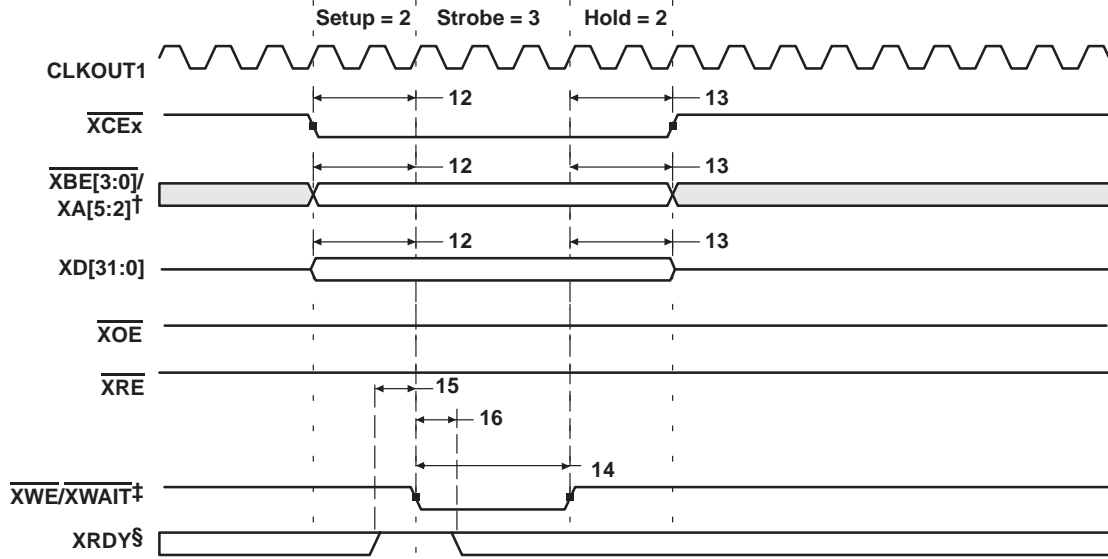 Setup = 2 Strobe = 3 Hold = 2
CLKOUT1
12 13
XCEx
12 13
XBE[3:0]/
XA[5:2]†
12 13
XD[31:0]
XOE
XRE
15
16
14
XWE/XWAIT‡
XRDY§